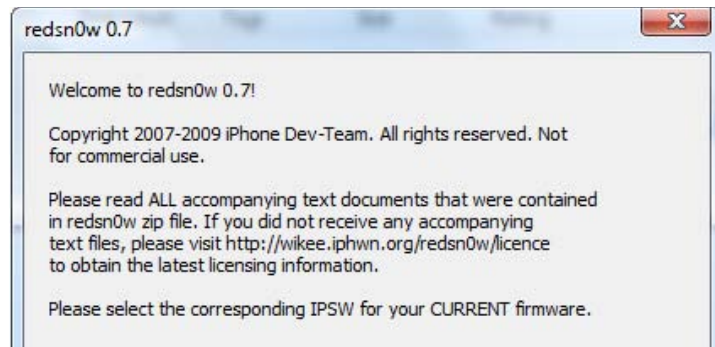 redsn0w 0.7
Welcome to redsn0w 0.7!
Copyright 2007-2009 iPhone Dev-Team. All rights reserved. Not
for commercial use.
Please read ALL accompanying text documents that were contained
in redsn0w zip file. If you did not receive any accompanying
text files, please visit http://wikee.iphwn.org/redsn0w/licence
to obtain the latest licensing information.
Please select the corresponding IPSW for your CURRENT firmware.